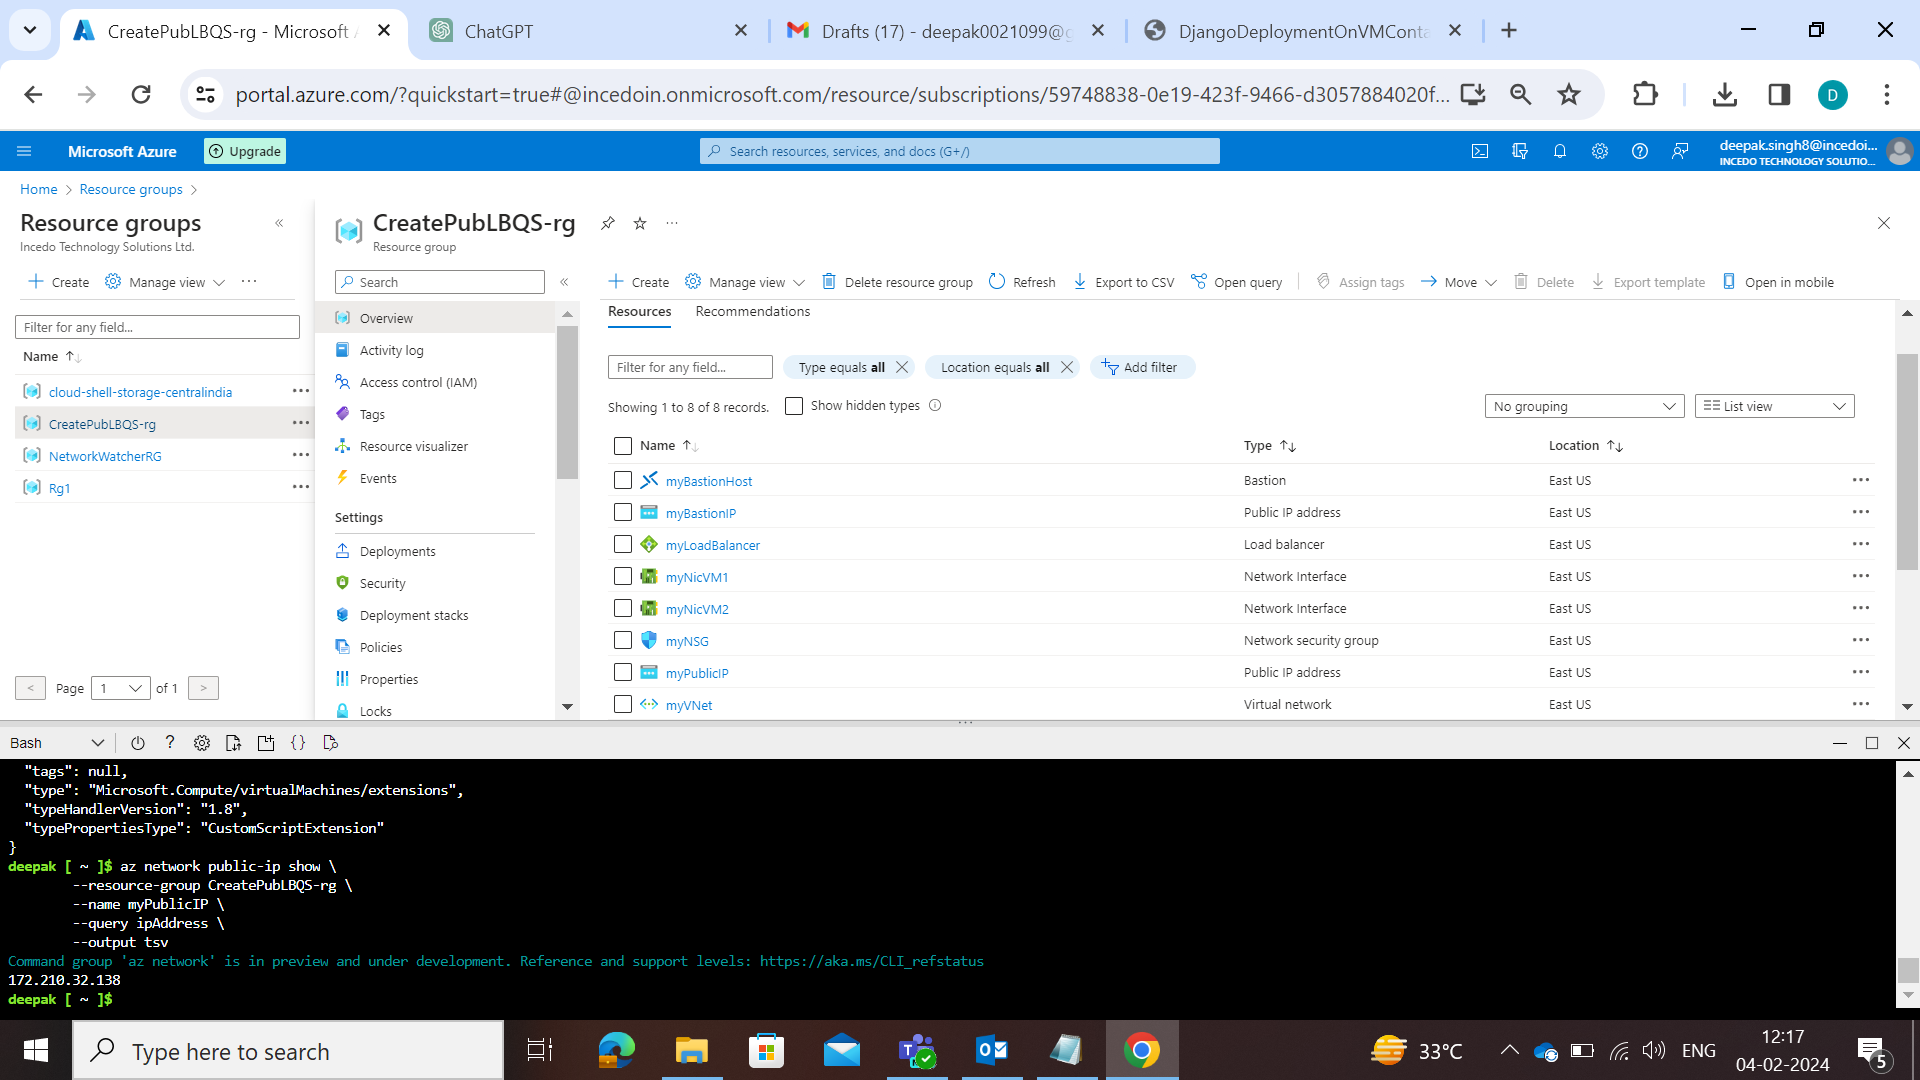 CreatePubLBQS-rg - Microsoft A
ChatGPT
Drafts (17) - deepak0021099@g
DjangoDeploymentOnVMConta
portal.azure.com/?quickstart=true#@incedoin.onmicrosoft.com/resource/subscriptions/59748838-0e19-423f-9466-d3057884020f...
D
Microsoft Azure
Upgrade
Search resources, services, and docs (G+/)
deepak.singh8@incedoi...
INCEDO TECHNOLOGY SOLUTIO...
Home > Resource groups >
Resource groups
Incedo Technology Solutions Ltd.
Create
Manage view
Filter for any field...
Name
cloud-shell-storage-centralindia
CreatePubLBQS-rg
NetworkWatcherRG
Rg1
< Page 1 of 1 >
CreatePubLBQS-rg
Resource group
Search
Overview
Activity log
Access control (IAM)
Tags
Resource visualizer
Events
Settings
Deployments
Security
Deployment stacks
Policies
Properties
Locks
Create
Manage view
Delete resource group
Refresh
Export to CSV
Open query
Assign tags
Move
Delete
Export template
Open in mobile
Resources
Recommendations
Filter for any field...
Type equals all
Location equals all
Add filter
Showing 1 to 8 of 8 records.
Show hidden types
No grouping
List view
Name Type Location
myBastionHost Bastion East US
myBastionIP Public IP address East US
myLoadBalancer Load balancer East US
myNicVM1 Network Interface East US
myNicVM2 Network Interface East US
myNSG Network security group East US
myPublicIP Public IP address East US
myVNet Virtual network East US
Bash
?
{}
"tags": null,
"type": "Microsoft.Compute/virtualMachines/extensions",
"typeHandlerVersion": "1.8",
"typePropertiesType": "CustomScriptExtension"
}
deepak [ ~ ]$ az network public-ip show \
--resource-group CreatePubLBQS-rg \
--name myPublicIP \
--query ipAddress \
--output tsv
Command group 'az network' is in preview and under development. Reference and support levels: https://aka.ms/CLI_refstatus
172.210.32.138
deepak [ ~ ]$
Type here to search
33°C
ENG
12:17
04-02-2024
5